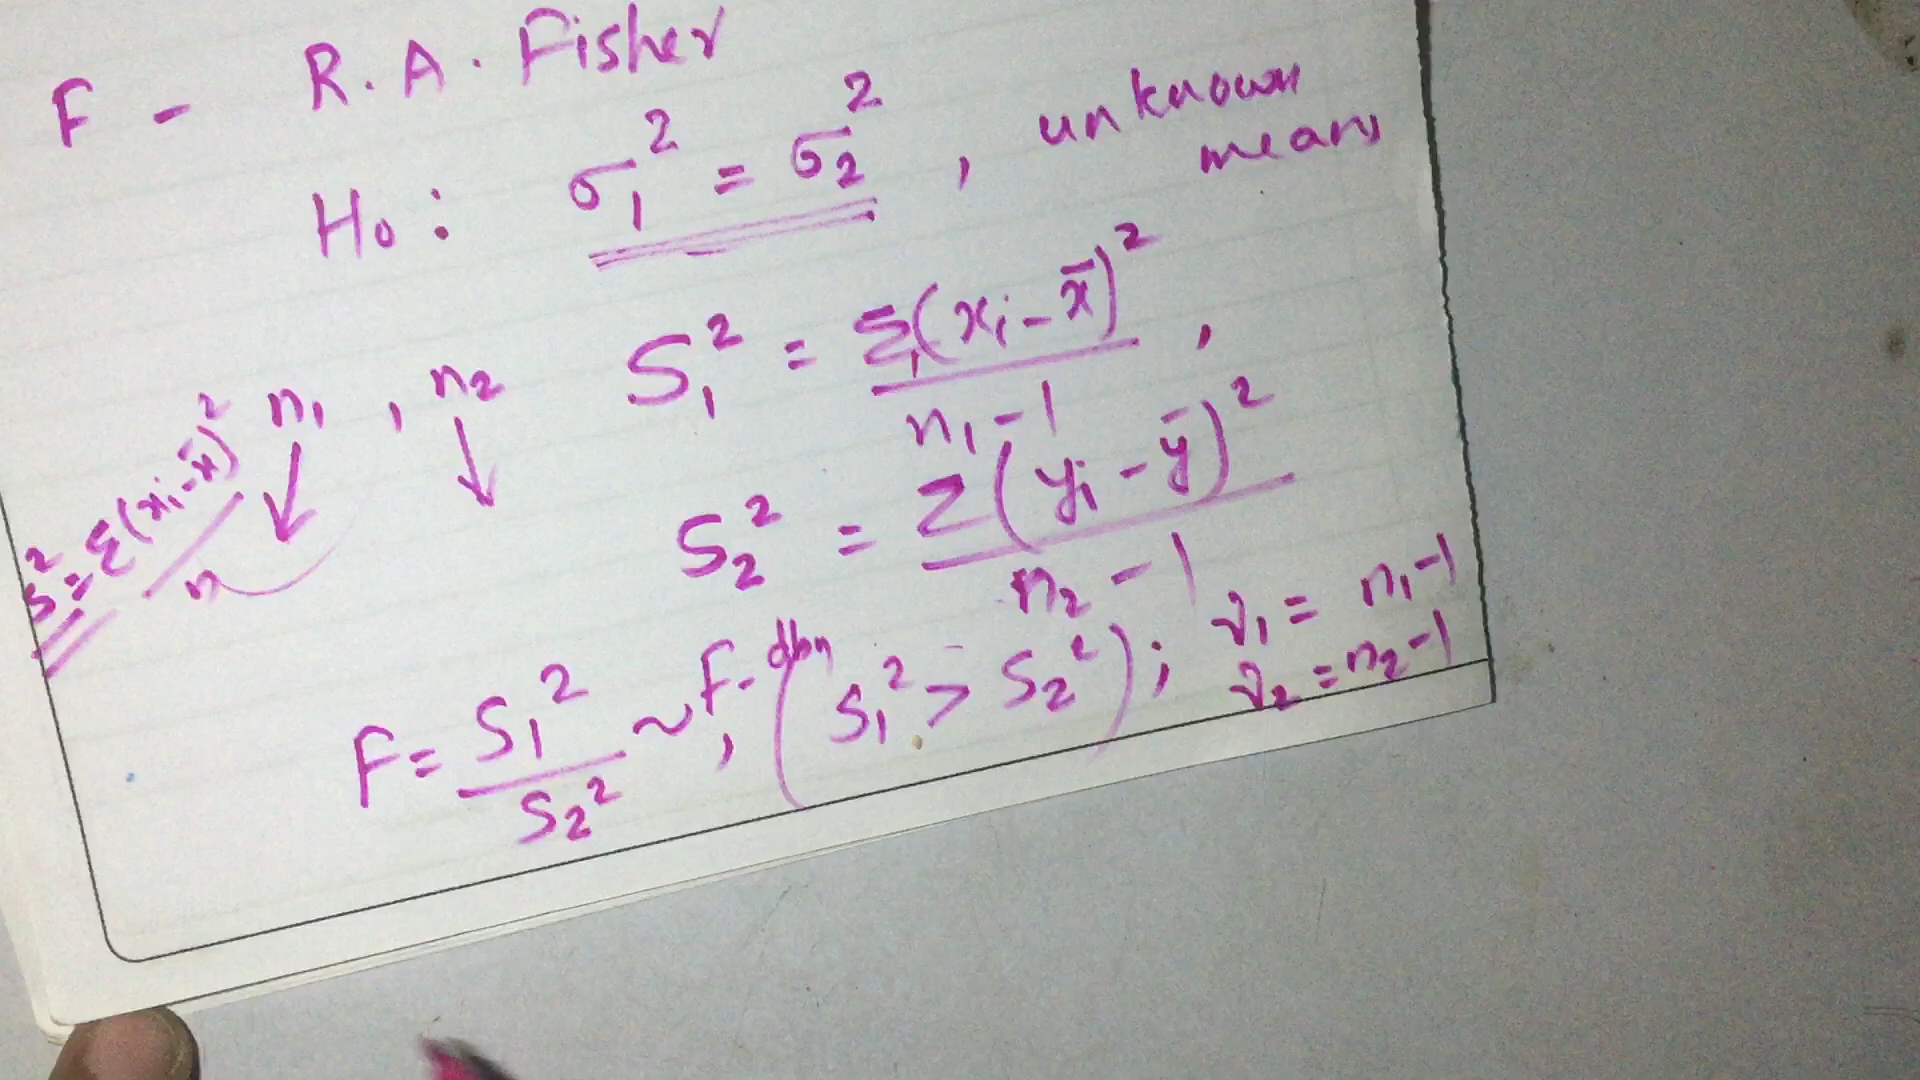 F - R. A. Fisher
H₀ : σ₁² = σ₂² , unknown
means
n₁ , n₂
S₁² = Σ(xᵢ - x̄)² / n₁ - 1 ,
s² = Σ(xᵢ - x̄)² / n
S₂² = Σ(yᵢ - ȳ)² / n₂ - 1
F = S₁² / S₂² ~ F - dbn , (S₁² > S₂²) ; ν₁ = n₁ - 1
ν₂ = n₂ - 1